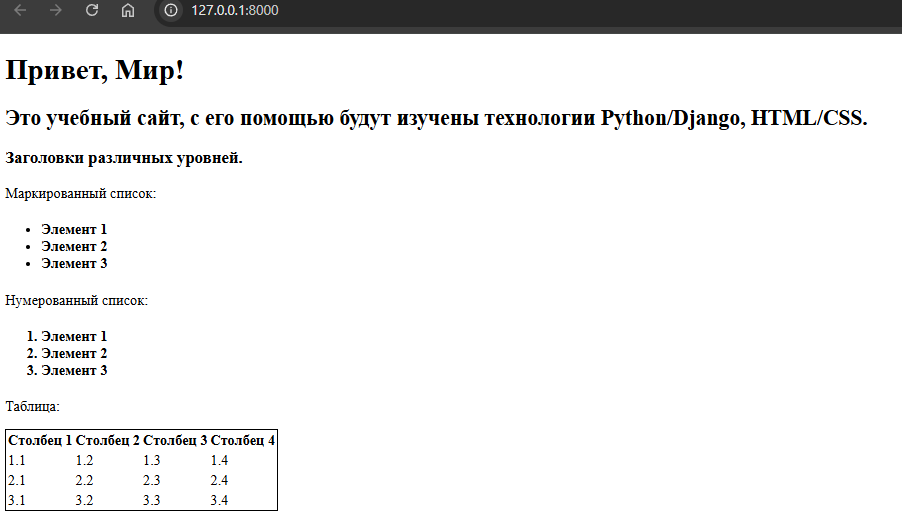 127.0.0.1:8000
Привет, Мир!
Это учебный сайт, с его помощью будут изучены технологии Python/Django, HTML/CSS.
Заголовки различных уровней.
Маркированный список:
• Элемент 1
• Элемент 2
• Элемент 3
Нумерованный список:
1. Элемент 1
2. Элемент 2
3. Элемент 3
Таблица:
Столбец 1 Столбец 2 Столбец 3 Столбец 4
1.1 1.2 1.3 1.4
2.1 2.2 2.3 2.4
3.1 3.2 3.3 3.4